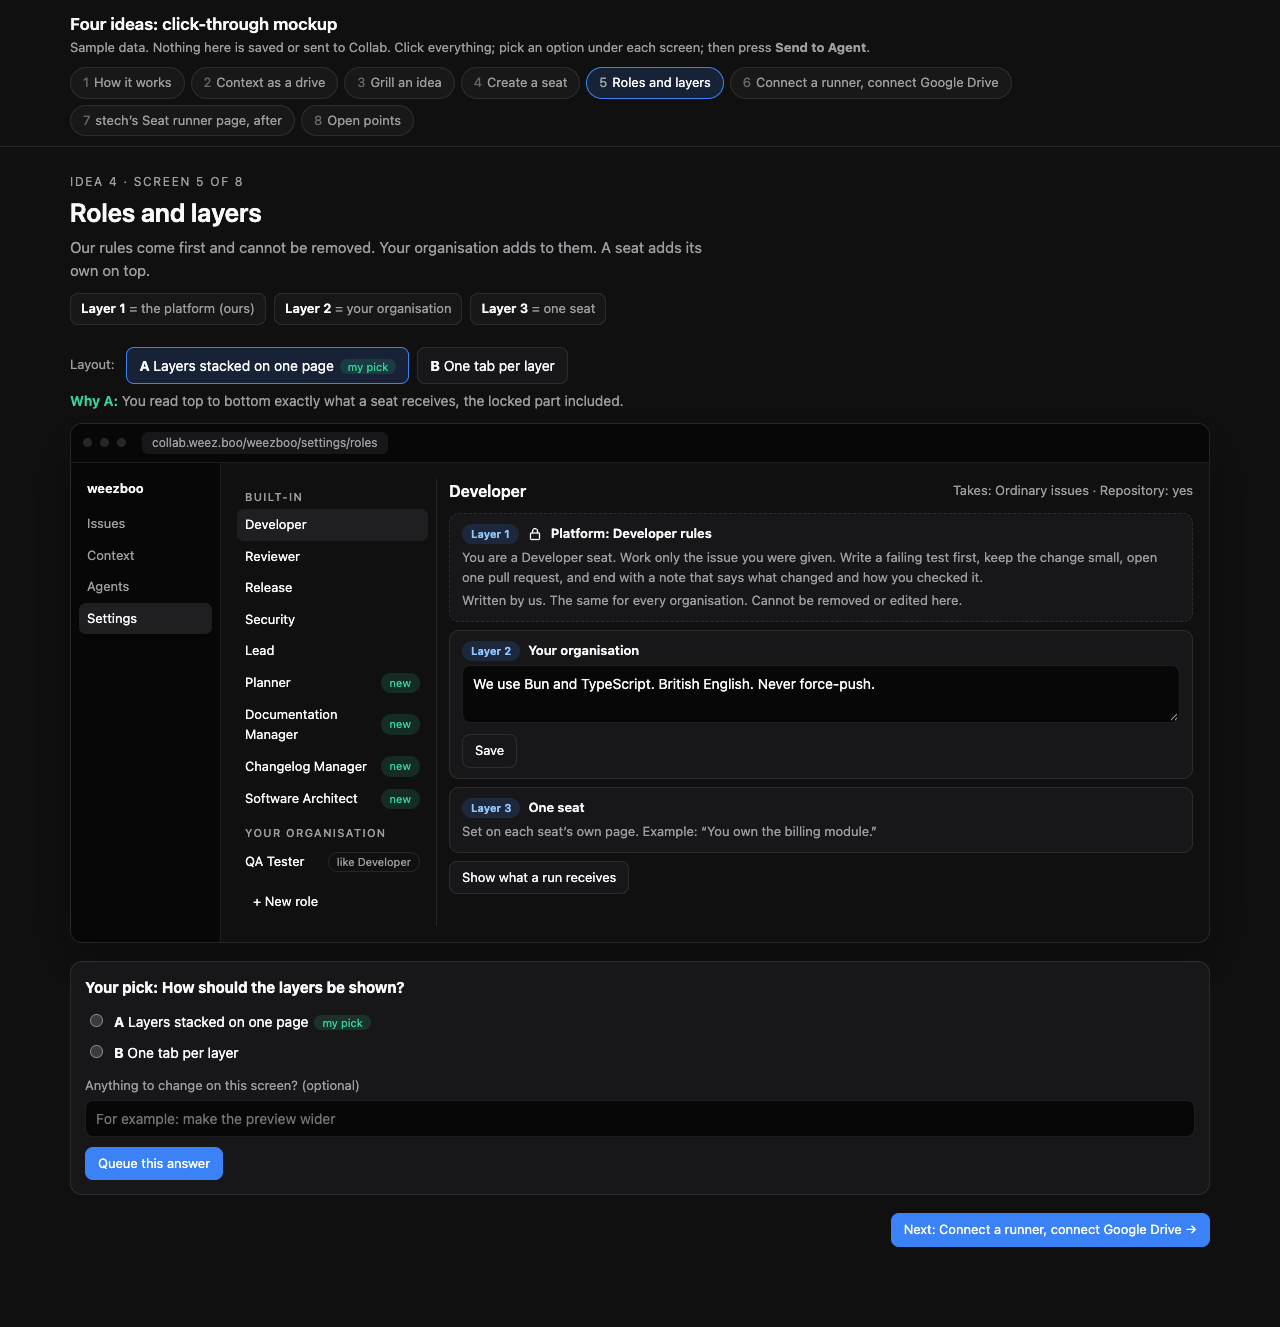 Four ideas: click-through mockup
Sample data. Nothing here is saved or sent to Collab. Click everything; pick an option under each screen; then press Send to Agent.
1 How it works
2 Context as a drive
3 Grill an idea
4 Create a seat
5 Roles and layers
6 Connect a runner, connect Google Drive
7 stech’s Seat runner page, after
8 Open points
IDEA 4 · SCREEN 5 OF 8
Roles and layers
Our rules come first and cannot be removed. Your organisation adds to them. A seat adds its
own on top.
Layer 1 = the platform (ours)
Layer 2 = your organisation
Layer 3 = one seat
Layout:
A Layers stacked on one page my pick
B One tab per layer
Why A: You read top to bottom exactly what a seat receives, the locked part included.
collab.weez.boo/weezboo/settings/roles
weezboo
Issues
Context
Agents
Settings
BUILT-IN
Developer
Reviewer
Release
Security
Lead
Planner new
Documentation
Manager new
Changelog Manager new
Software Architect new
YOUR ORGANISATION
QA Tester like Developer
+ New role
Developer
Takes: Ordinary issues · Repository: yes
Layer 1 Platform: Developer rules
You are a Developer seat. Work only the issue you were given. Write a failing test first, keep the change small, open
one pull request, and end with a note that says what changed and how you checked it.
Written by us. The same for every organisation. Cannot be removed or edited here.
Layer 2 Your organisation
We use Bun and TypeScript. British English. Never force-push.
Save
Layer 3 One seat
Set on each seat’s own page. Example: “You own the billing module.”
Show what a run receives
Your pick: How should the layers be shown?
A Layers stacked on one page my pick
B One tab per layer
Anything to change on this screen? (optional)
For example: make the preview wider
Queue this answer
Next: Connect a runner, connect Google Drive →